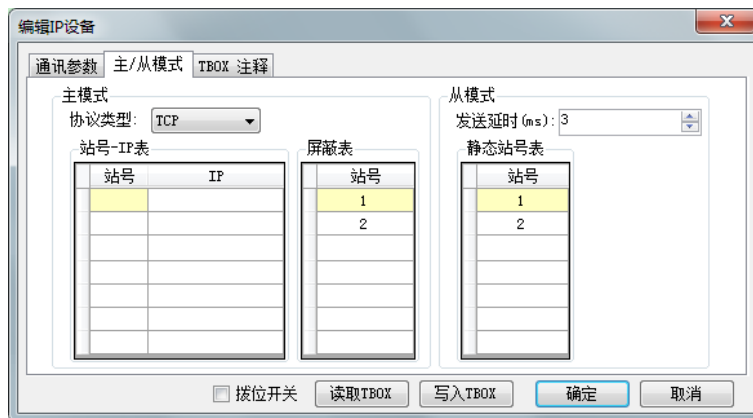 编辑IP设备
通讯参数 主/从模式 TBOX 注释
主模式
协议类型: TCP
站号-IP表
站号 IP
屏蔽表
站号
1
2
从模式
发送延时(ms): 3
静态站号表
站号
1
2
拨位开关 读取TBOX 写入TBOX 确定 取消